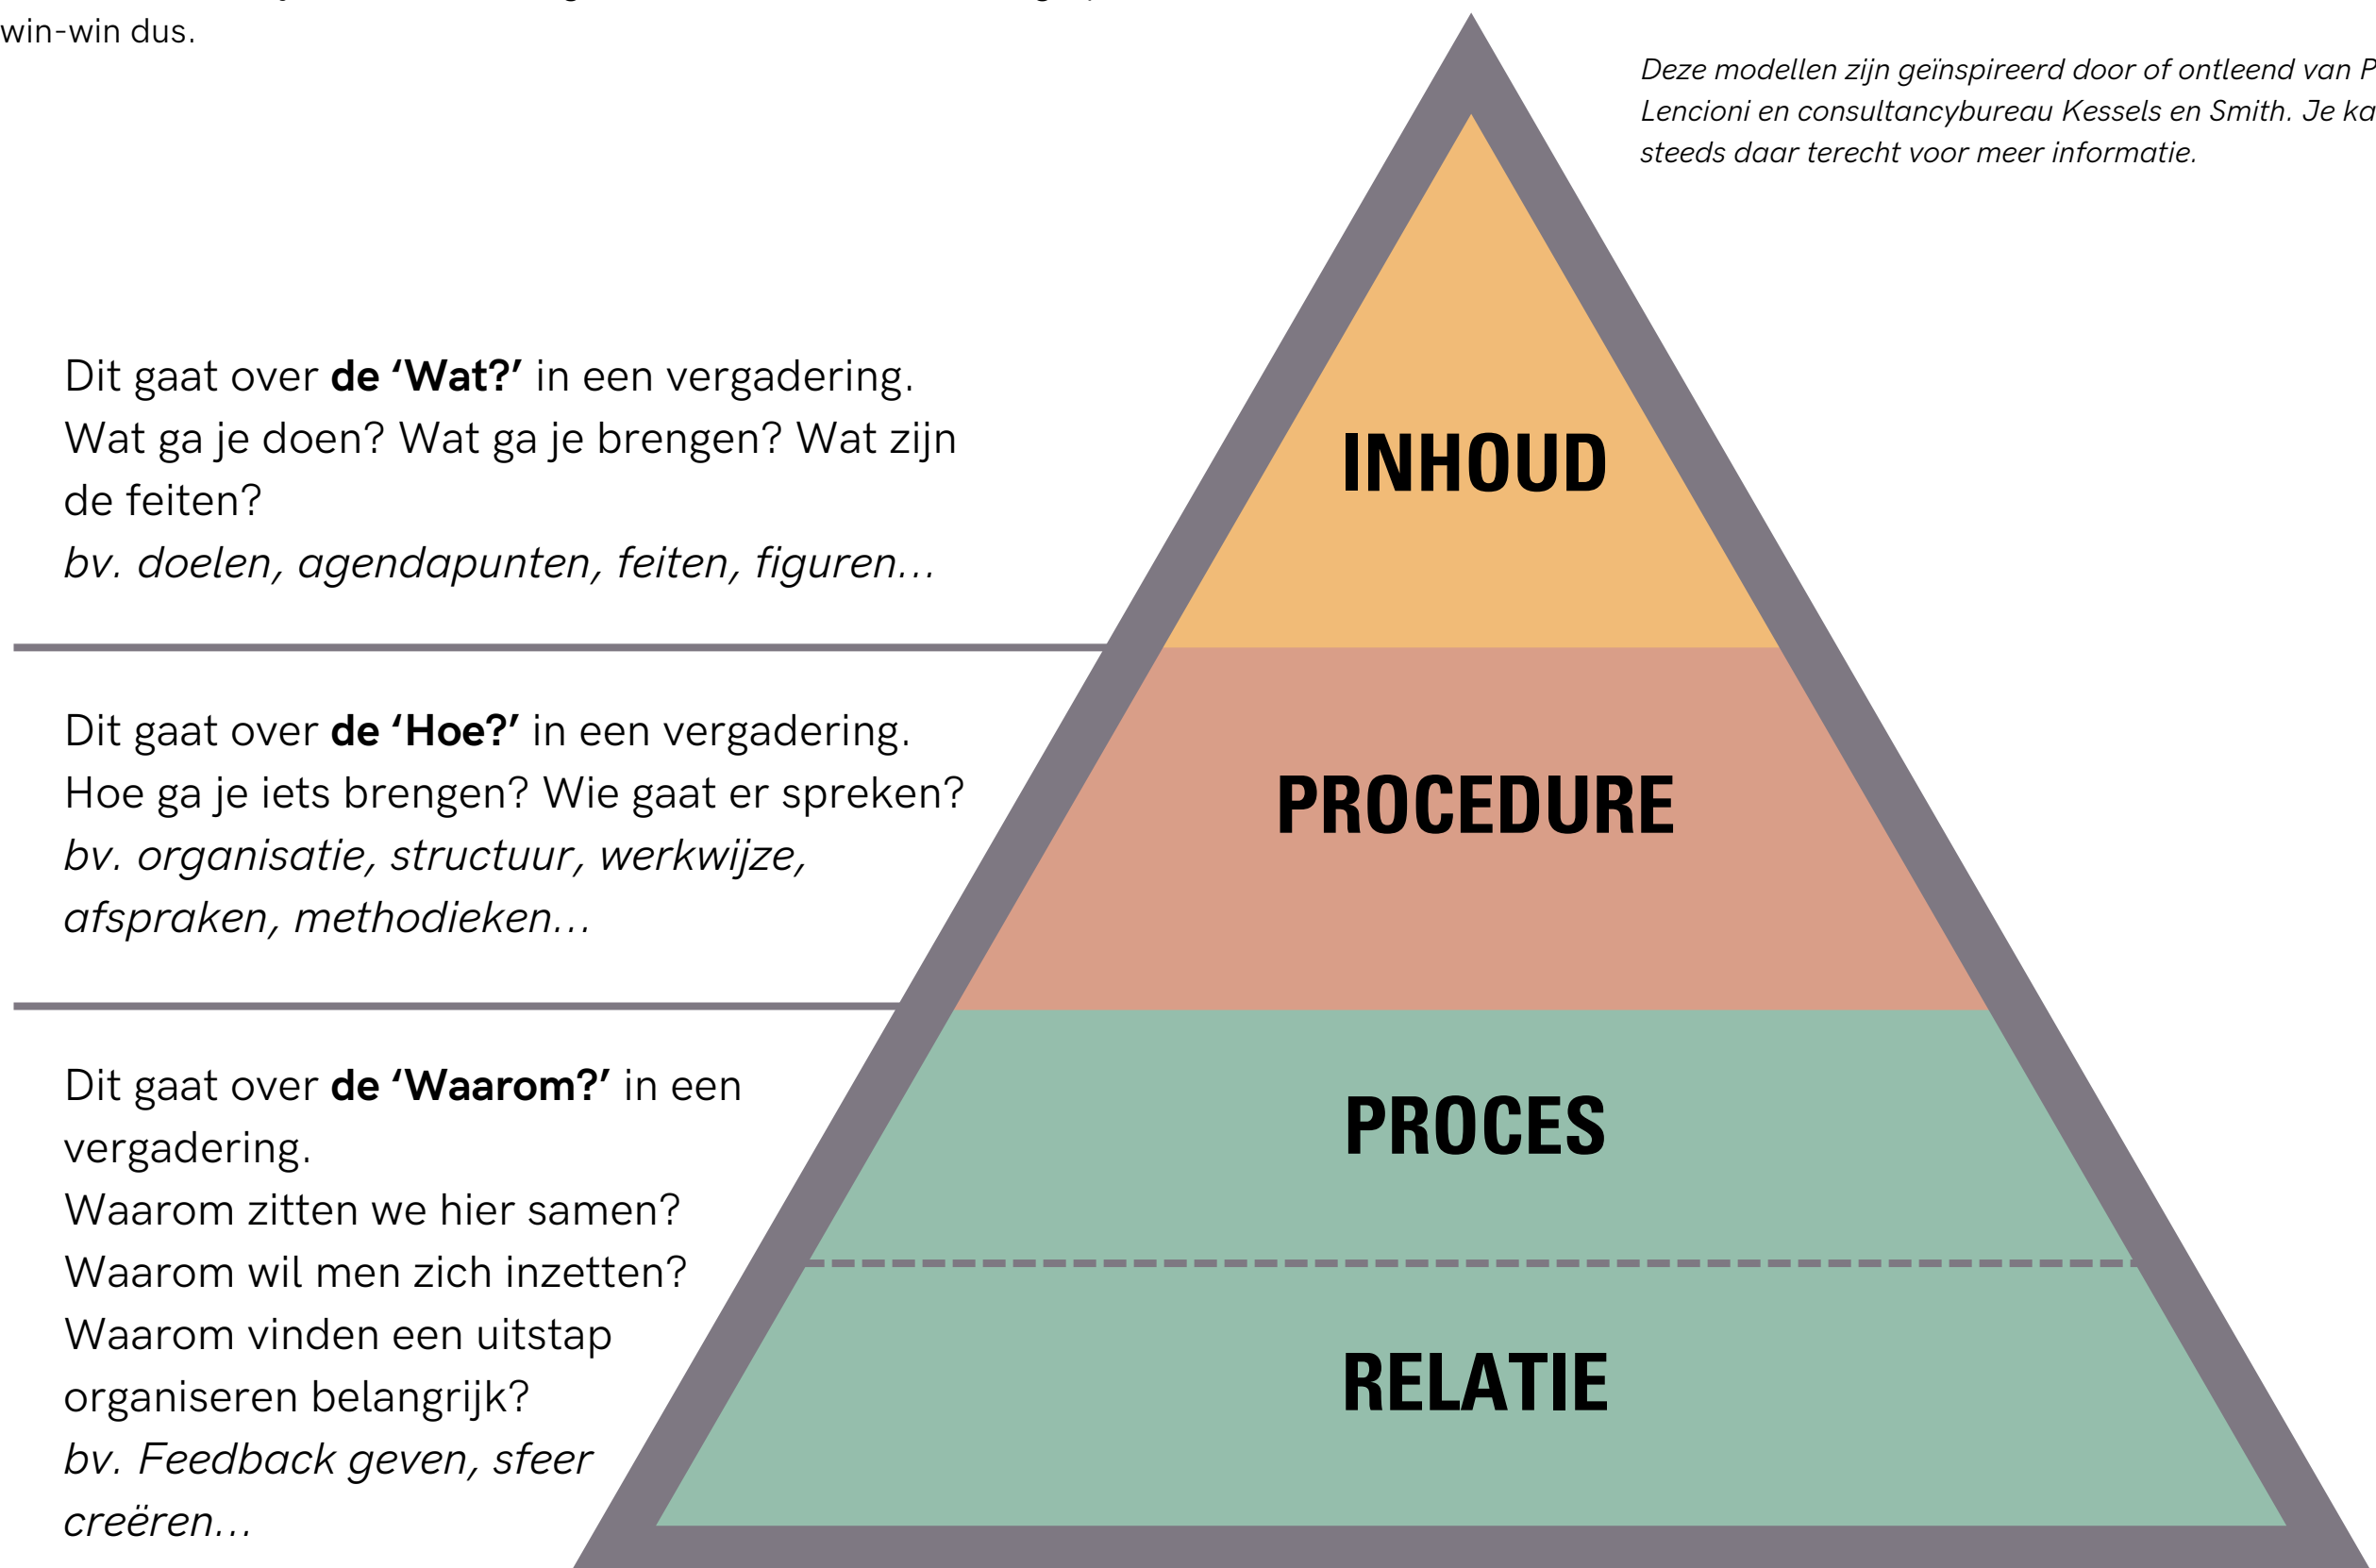 win-win dus.
Deze modellen zijn geïnspireerd door of ontleend van
Lencioni en consultancybureau Kessels en Smith. Je
steeds daar terecht voor meer informatie.
Dit gaat over de ‘Wat?’ in een vergadering.
Wat ga je doen? Wat ga je brengen? Wat zijn
de feiten?
bv. doelen, agendapunten, feiten, figuren...
INHOUD
Dit gaat over de ‘Hoe?’ in een vergadering.
Hoe ga je iets brengen? Wie gaat er spreken?
bv. organisatie, structuur, werkwijze,
afspraken, methodieken...
PROCEDURE
Dit gaat over de ‘Waarom?’ in een
vergadering.
Waarom zitten we hier samen?
Waarom wil men zich inzetten?
Waarom vinden een uitstap
organiseren belangrijk?
bv. Feedback geven, sfeer
creëren...
PROCES
RELATIE